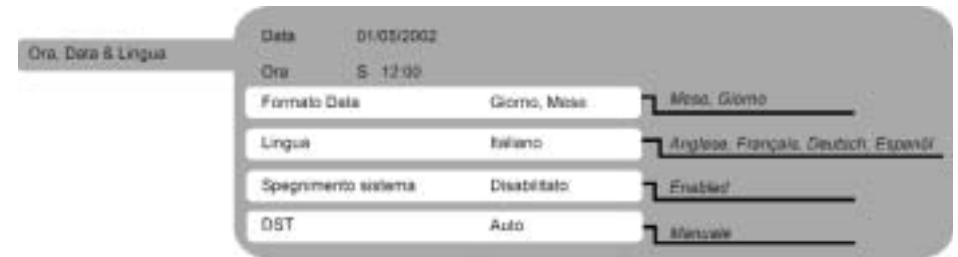 Ora, Data & Lingua
Data 01/05/2002
Ora S 12:00
Formato Data Giorno, Mese Mese, Giorno
Lingua Italiano Anglese, Français, Deutsch, Espanõl
Spegnimento sistema Disabilitato Enabled
DST Auto Manuale